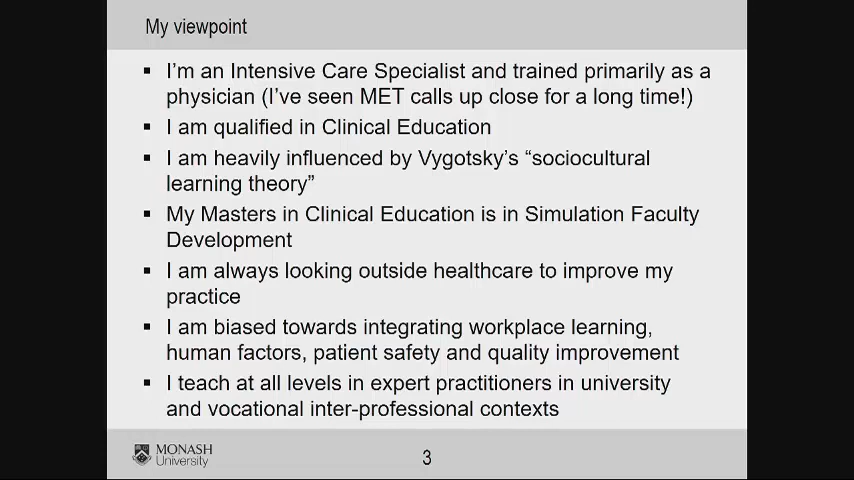 My viewpoint
▪ I'm an Intensive Care Specialist and trained primarily as a
physician (I've seen MET calls up close for a long time!)
▪ I am qualified in Clinical Education
▪ I am heavily influenced by Vygotsky's “sociocultural
learning theory”
▪ My Masters in Clinical Education is in Simulation Faculty
Development
▪ I am always looking outside healthcare to improve my
practice
▪ I am biased towards integrating workplace learning,
human factors, patient safety and quality improvement
▪ I teach at all levels in expert practitioners in university
and vocational inter-professional contexts
MONASH
University
3